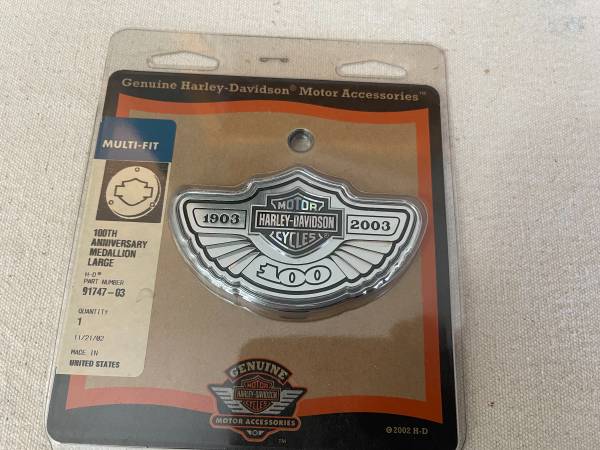 Genuine Harley-Davidson® Motor Accessories™
MULTI-FIT
100TH
ANNIVERSARY
MEDALLION
LARGE
H-D®
PART NUMBER
91747-03
QUANTITY
1
11/21/02
MADE IN
UNITED STATES
MOTOR
1903 HARLEY-DAVIDSON 2003
CYCLES®
100
GENUINE
MOTOR
HARLEY-DAVIDSON
CYCLES
MOTOR ACCESSORIES
™
© 2002 H-D